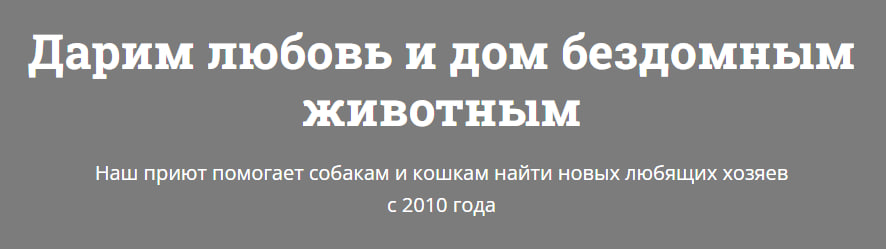 Дарим любовь и дом бездомным
животным
Наш приют помогает собакам и кошкам найти новых любящих хозяев
с 2010 года